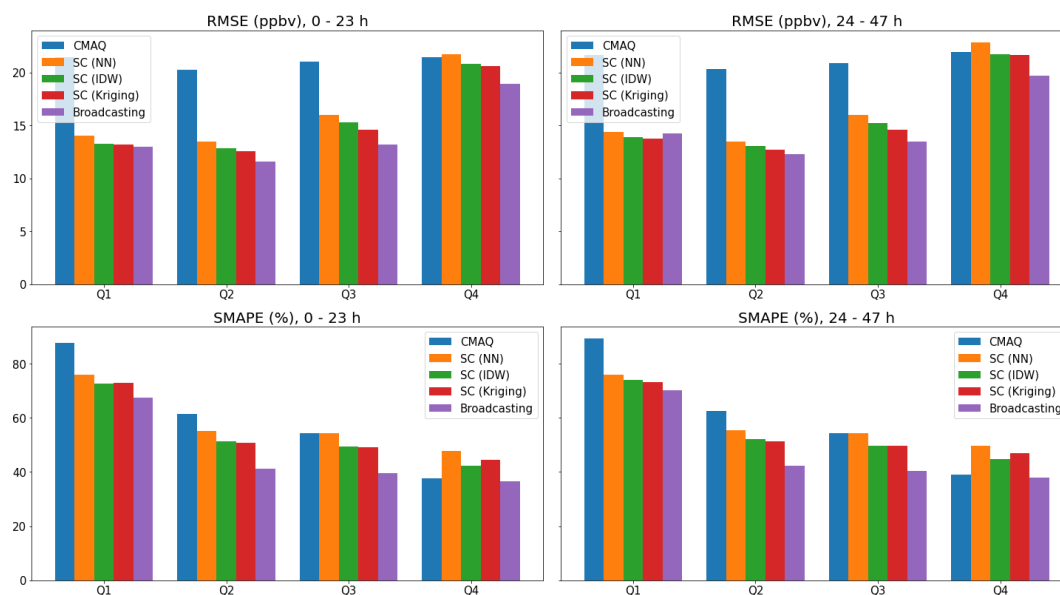 RMSE (ppbv), 0 - 23 h
CMAQ
SC (NN)
SC (IDW)
SC (Kriging)
Broadcasting
20
15
10
5
0
Q1 Q2 Q3 Q4
RMSE (ppbv), 24 - 47 h
CMAQ
SC (NN)
SC (IDW)
SC (Kriging)
Broadcasting
Q1 Q2 Q3 Q4
SMAPE (%), 0 - 23 h
CMAQ
SC (NN)
SC (IDW)
SC (Kriging)
Broadcasting
80
60
40
20
0
Q1 Q2 Q3 Q4
SMAPE (%), 24 - 47 h
CMAQ
SC (NN)
SC (IDW)
SC (Kriging)
Broadcasting
Q1 Q2 Q3 Q4